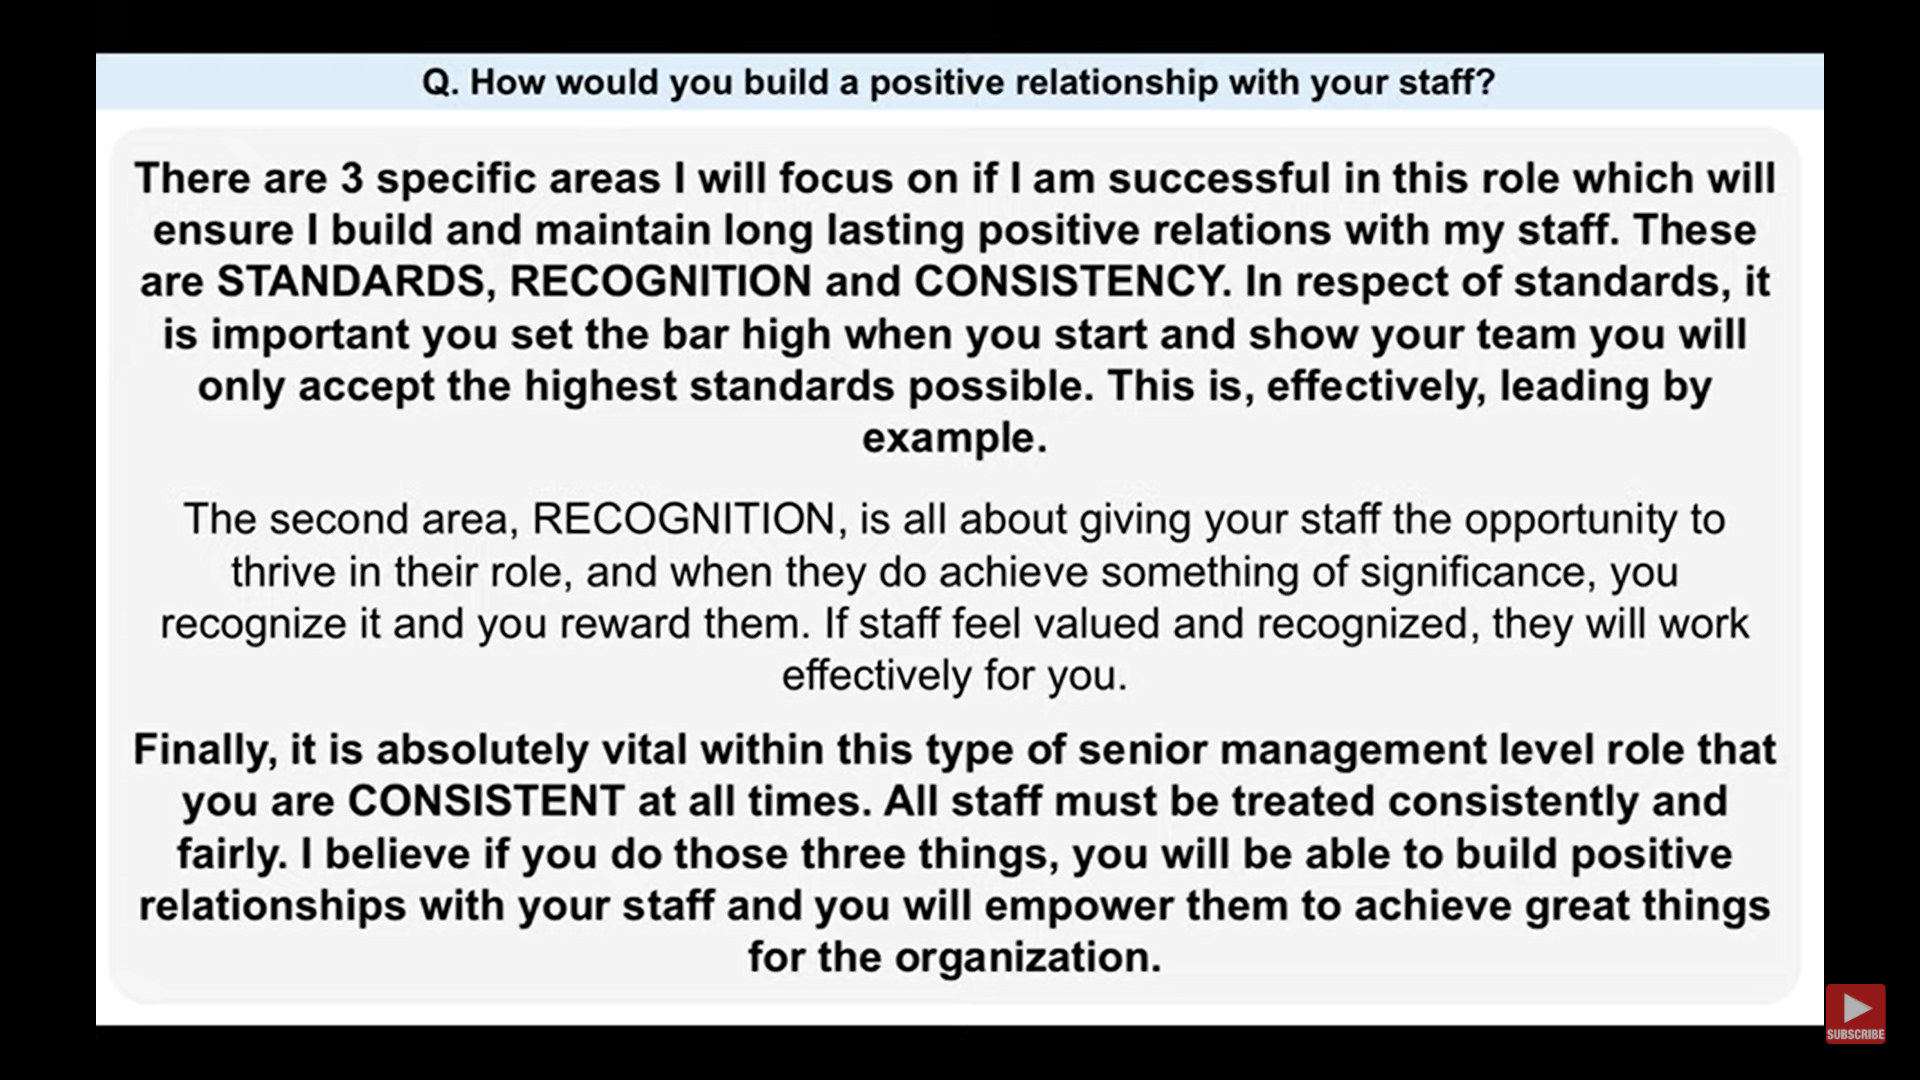 Q. How would you build a positive relationship with your staff?
There are 3 specific areas I will focus on if I am successful in this role which will
ensure I build and maintain long lasting positive relations with my staff. These
are STANDARDS, RECOGNITION and CONSISTENCY. In respect of standards, it
is important you set the bar high when you start and show your team you will
only accept the highest standards possible. This is, effectively, leading by
example.
The second area, RECOGNITION, is all about giving your staff the opportunity to
thrive in their role, and when they do achieve something of significance, you
recognize it and you reward them. If staff feel valued and recognized, they will work
effectively for you.
Finally, it is absolutely vital within this type of senior management level role that
you are CONSISTENT at all times. All staff must be treated consistently and
fairly. I believe if you do those three things, you will be able to build positive
relationships with your staff and you will empower them to achieve great things
for the organization.
SUBSCRIBE